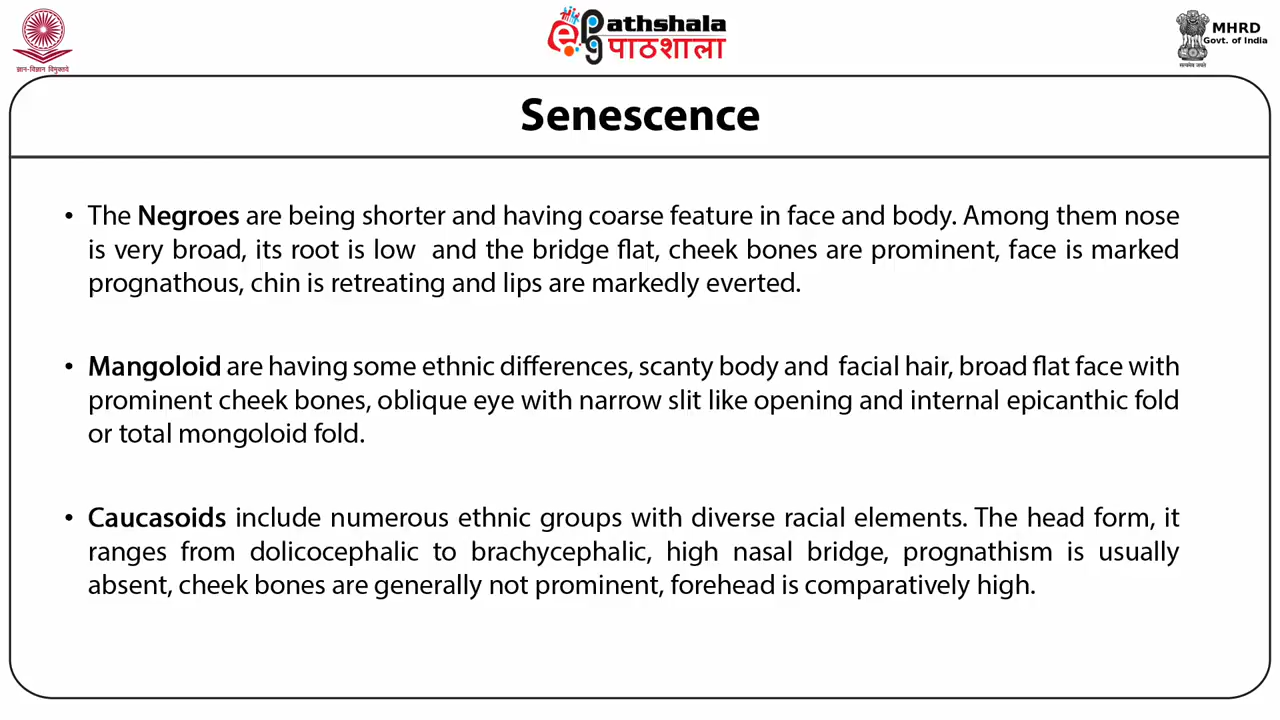 ज्ञान-विज्ञान विमुक्तये
epg athshala
पाठशाला
MHRD
Govt. of India
सत्यमेव जयते
Senescence
• The Negroes are being shorter and having coarse feature in face and body. Among them nose
is very broad, its root is low and the bridge flat, cheek bones are prominent, face is marked
prognathous, chin is retreating and lips are markedly everted.
• Mangoloid are having some ethnic differences, scanty body and facial hair, broad flat face with
prominent cheek bones, oblique eye with narrow slit like opening and internal epicanthic fold
or total mongoloid fold.
• Caucasoids include numerous ethnic groups with diverse racial elements. The head form, it
ranges from dolicocephalic to brachycephalic, high nasal bridge, prognathism is usually
absent, cheek bones are generally not prominent, forehead is comparatively high.